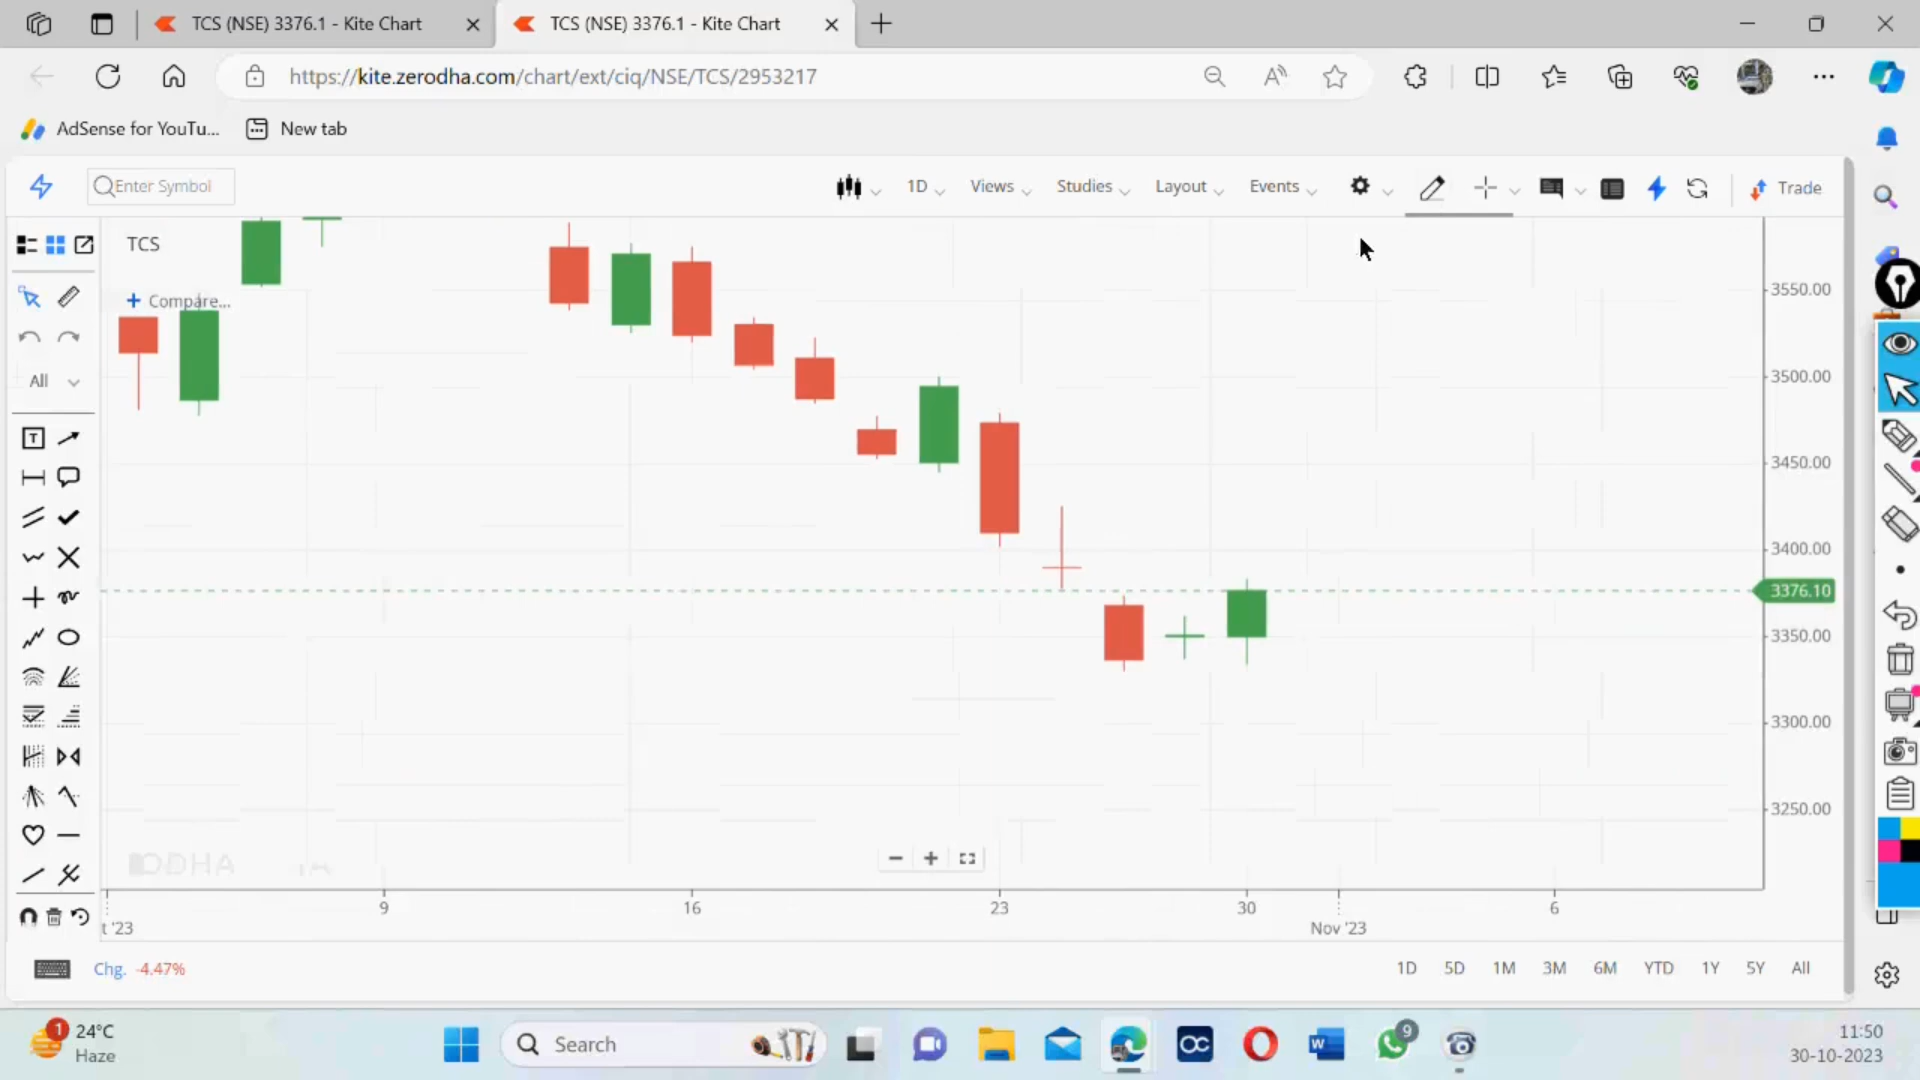 TCS (NSE) 3376.1 - Kite Chart
TCS (NSE) 3376.1 - Kite Chart
https://kite.zerodha.com/chart/ext/ciq/NSE/TCS/2953217
AdSense for YouTu...
New tab
Enter Symbol
1D
Views
Studies
Layout
Events
Trade
TCS
+ Compare...
All
3550.00
3500.00
3450.00
3400.00
3376.10
3350.00
3300.00
3250.00
9
16
23
30
6
t '23
Nov '23
Chg. -4.47%
1D 5D 1M 3M 6M YTD 1Y 5Y All
1
24°C
Haze
Search
9
11:50
30-10-2023